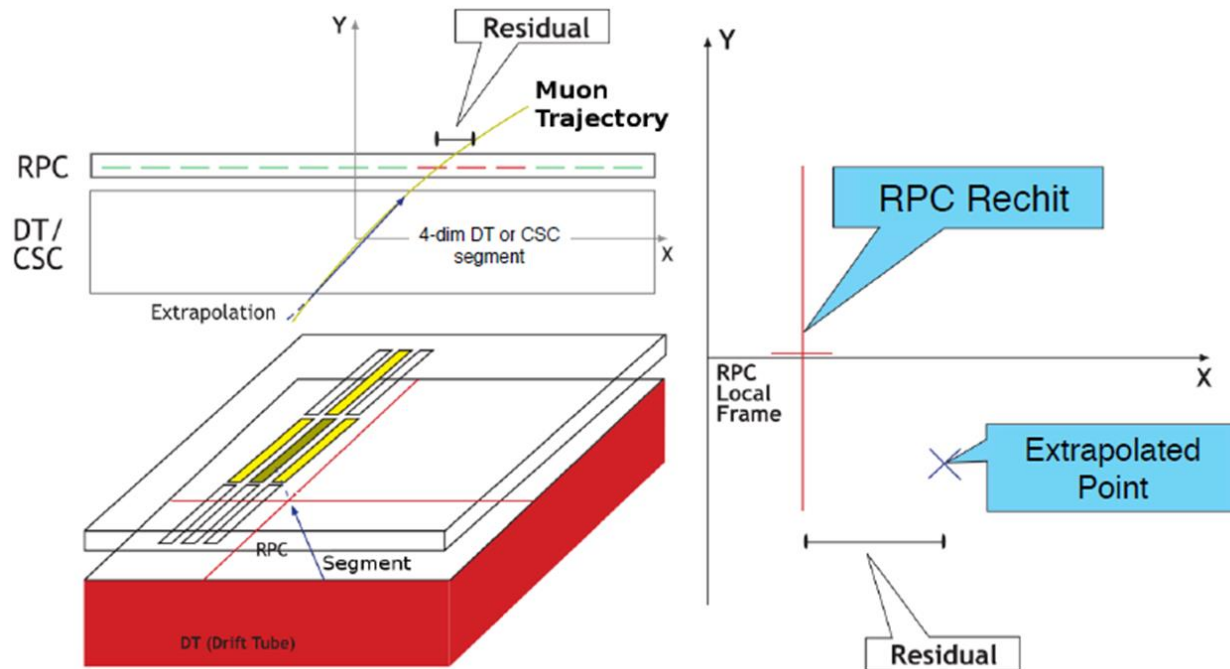 Y
Residual
Muon
Trajectory
RPC
DT/
CSC
4-dim DT or CSC
segment
X
Extrapolation
RPC
Segment
DT (Drift Tube)
Y
RPC Rechit
RPC
Local
Frame
X
Extrapolated
Point
Residual